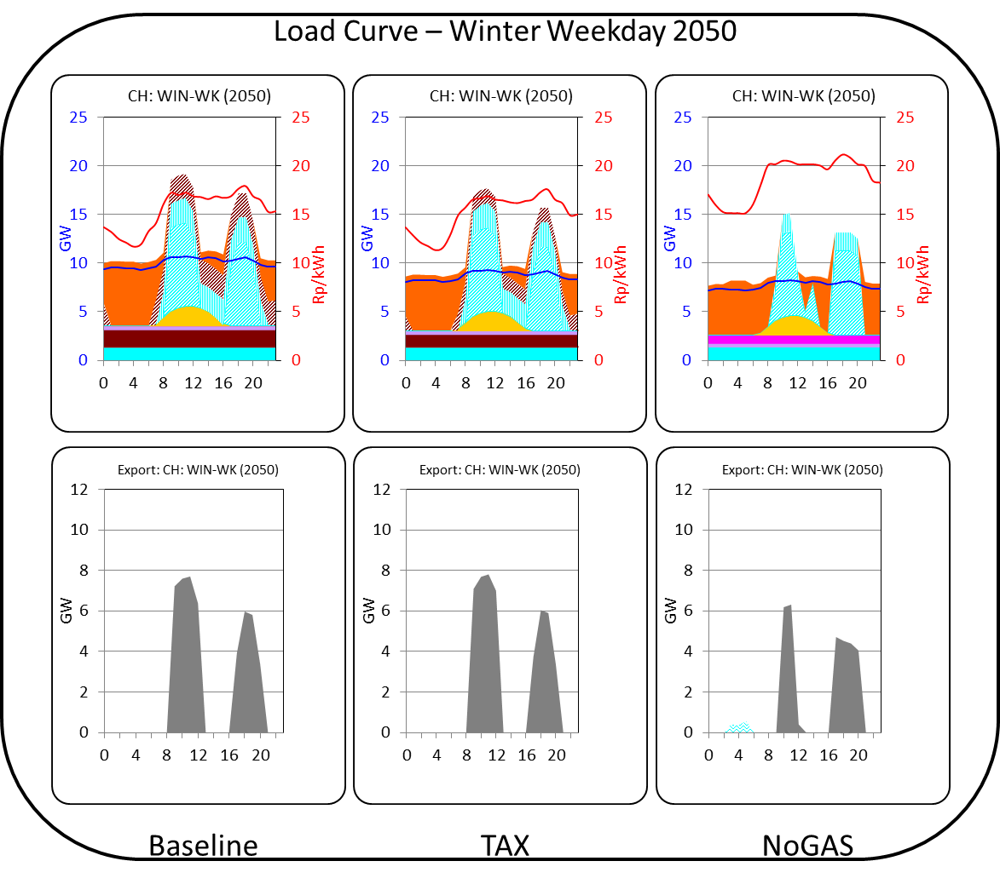 Load Curve – Winter Weekday 2050
CH: WIN-WK (2050)
25
20
15
10
5
0
GW
25
20
15
10
5
0
Rp/kWh
0 4 8 12 16 20
CH: WIN-WK (2050)
25
20
15
10
5
0
GW
25
20
15
10
5
0
Rp/kWh
0 4 8 12 16 20
CH: WIN-WK (2050)
25
20
15
10
5
0
GW
25
20
15
10
5
0
Rp/kWh
0 4 8 12 16 20
Export: CH: WIN-WK (2050)
12
10
8
6
4
2
0
GW
0 4 8 12 16 20
Export: CH: WIN-WK (2050)
12
10
8
6
4
2
0
GW
0 4 8 12 16 20
Export: CH: WIN-WK (2050)
12
10
8
6
4
2
0
GW
0 4 8 12 16 20
Baseline
TAX
NoGAS